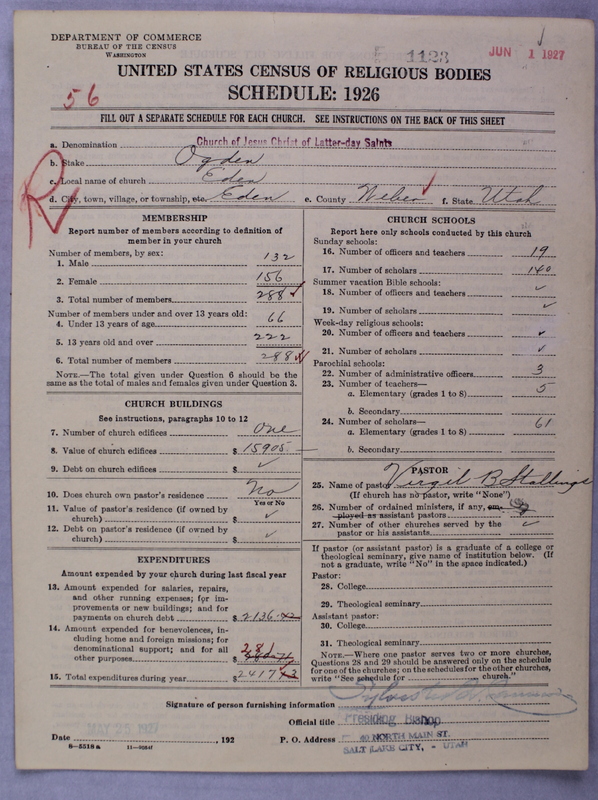 DEPARTMENT OF COMMERCE
BUREAU OF THE CENSUS
WASHINGTON
1123
JUN 1 1927
UNITED STATES CENSUS OF RELIGIOUS BODIES
SCHEDULE: 1926
56
FILL OUT A SEPARATE SCHEDULE FOR EACH CHURCH. SEE INSTRUCTIONS ON THE BACK OF THIS SHEET
a. Denomination Church of Jesus Christ of Latter-day Saints
b. Stake Ogden
c. Local name of church Eden
d. City, town, village, or township, etc. Eden e. County Weber f. State Utah
R
MEMBERSHIP
Report number of members according to definition of
member in your church
Number of members, by sex:
1. Male 132
2. Female 156
3. Total number of members 288
Number of members under and over 13 years old:
4. Under 13 years of age 66
5. 13 years old and over 222
6. Total number of members 288
NOTE.—The total given under Question 6 should be the
same as the total of males and females given under Question 3.
CHURCH BUILDINGS
See instructions, paragraphs 10 to 12
7. Number of church edifices One
8. Value of church edifices $ 15905
9. Debt on church edifices $ ✓
10. Does church own pastor's residence? No
Yes or No
11. Value of pastor's residence (if owned by
church) $ ✓
12. Debt on pastor's residence (if owned by
church) $ ✓
EXPENDITURES
Amount expended by your church during last fiscal year
13. Amount expended for salaries, repairs,
and other running expenses; for im-
provements or new buildings; and for
payments on church debt $ 2136
14. Amount expended for benevolences, in-
cluding home and foreign missions; for
denominational support; and for all
other purposes $ 281
15. Total expenditures during year $ 2417
CHURCH SCHOOLS
Report here only schools conducted by this church
Sunday schools:
16. Number of officers and teachers 19
17. Number of scholars 140
Summer vacation Bible schools:
18. Number of officers and teachers ✓
19. Number of scholars ✓
Week-day religious schools:
20. Number of officers and teachers ✓
21. Number of scholars ✓
Parochial schools:
22. Number of administrative officers 3
23. Number of teachers—
a. Elementary (grades 1 to 8) 5
b. Secondary
24. Number of scholars—
a. Elementary (grades 1 to 8) 61
b. Secondary
PASTOR
25. Name of pastor Virgil B Stallings
(If church has no pastor, write "None")
26. Number of ordained ministers, if any, em-
ployed as assistant pastors
27. Number of other churches served by the
pastor or his assistants ✓
If pastor (or assistant pastor) is a graduate of a college or
theological seminary, give name of institution below. (If
not a graduate, write "No" in the space indicated.)
Pastor:
28. College
29. Theological seminary
Assistant pastor:
30. College
31. Theological seminary
NOTE.—Where one pastor serves two or more churches,
Questions 28 and 29 should be answered only on the schedule
for one of the churches; on the schedules for the other churches,
write "See schedule for church."
Signature of person furnishing information
Official title Presiding Bishop
Date MAY 25 1927, 192 P. O. Address 40 NORTH MAIN ST.
SALT LAKE CITY, - UTAH
8—5518a